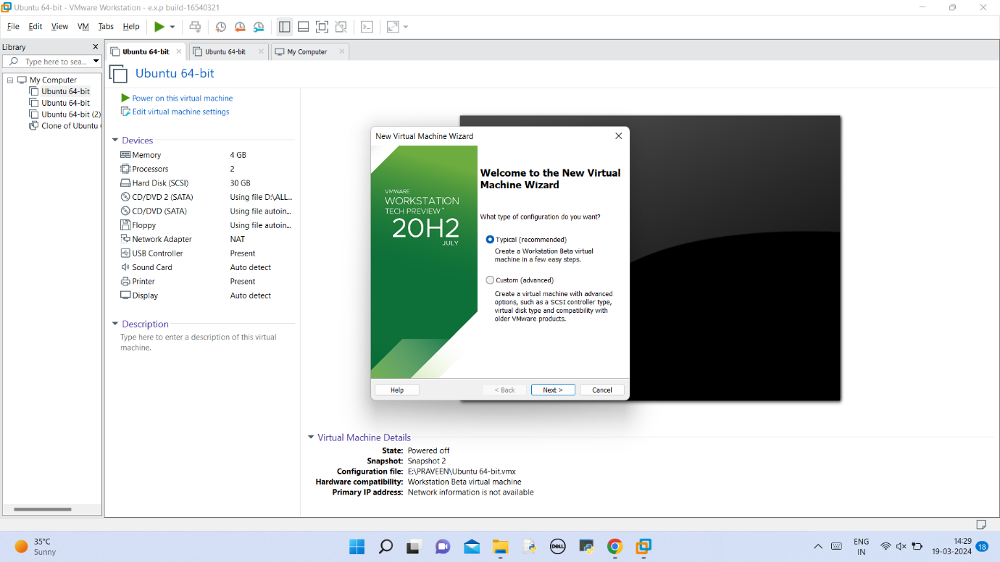 Ubuntu 64-bit - VMware Workstation - e.x.p build-16540321
File Edit View VM Tabs Help
Library
Type here to sea...
My Computer
Ubuntu 64-bit
Ubuntu 64-bit
Ubuntu 64-bit (2)
Clone of Ubuntu
Ubuntu 64-bit
Ubuntu 64-bit
My Computer
Ubuntu 64-bit
Power on this virtual machine
Edit virtual machine settings
Devices
Memory 4 GB
Processors 2
Hard Disk (SCSI) 30 GB
CD/DVD 2 (SATA) Using file D:\ALL...
CD/DVD (SATA) Using file autoin...
Floppy Using file autoin...
Network Adapter NAT
USB Controller Present
Sound Card Auto detect
Printer Present
Display Auto detect
Description
Type here to enter a description of this virtual
machine.
New Virtual Machine Wizard
VMWARE
WORKSTATION
TECH PREVIEW™
20H2
JULY
Welcome to the New Virtual
Machine Wizard
What type of configuration do you want?
Typical (recommended)
Create a Workstation Beta virtual
machine in a few easy steps.
Custom (advanced)
Create a virtual machine with advanced
options, such as a SCSI controller type,
virtual disk type and compatibility with
older VMware products.
Help < Back Next > Cancel
Virtual Machine Details
State: Powered off
Snapshot: Snapshot 2
Configuration file: E:\PRAVEEN\Ubuntu 64-bit.vmx
Hardware compatibility: Workstation Beta virtual machine
Primary IP address: Network information is not available
35°C
Sunny
DELL
ENG
IN
14:29
19-03-2024
18